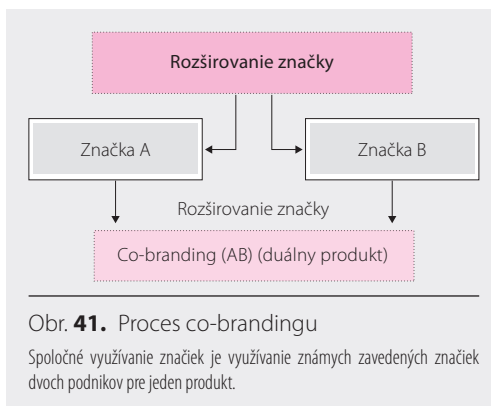 Rozširovanie značky
Značka A
Značka B
Rozširovanie značky
Co-branding (AB) (duálny produkt)
Obr. 41. Proces co-brandingu
Spoločné využívanie značiek je využívanie známych zavedených značiek
dvoch podnikov pre jeden produkt.